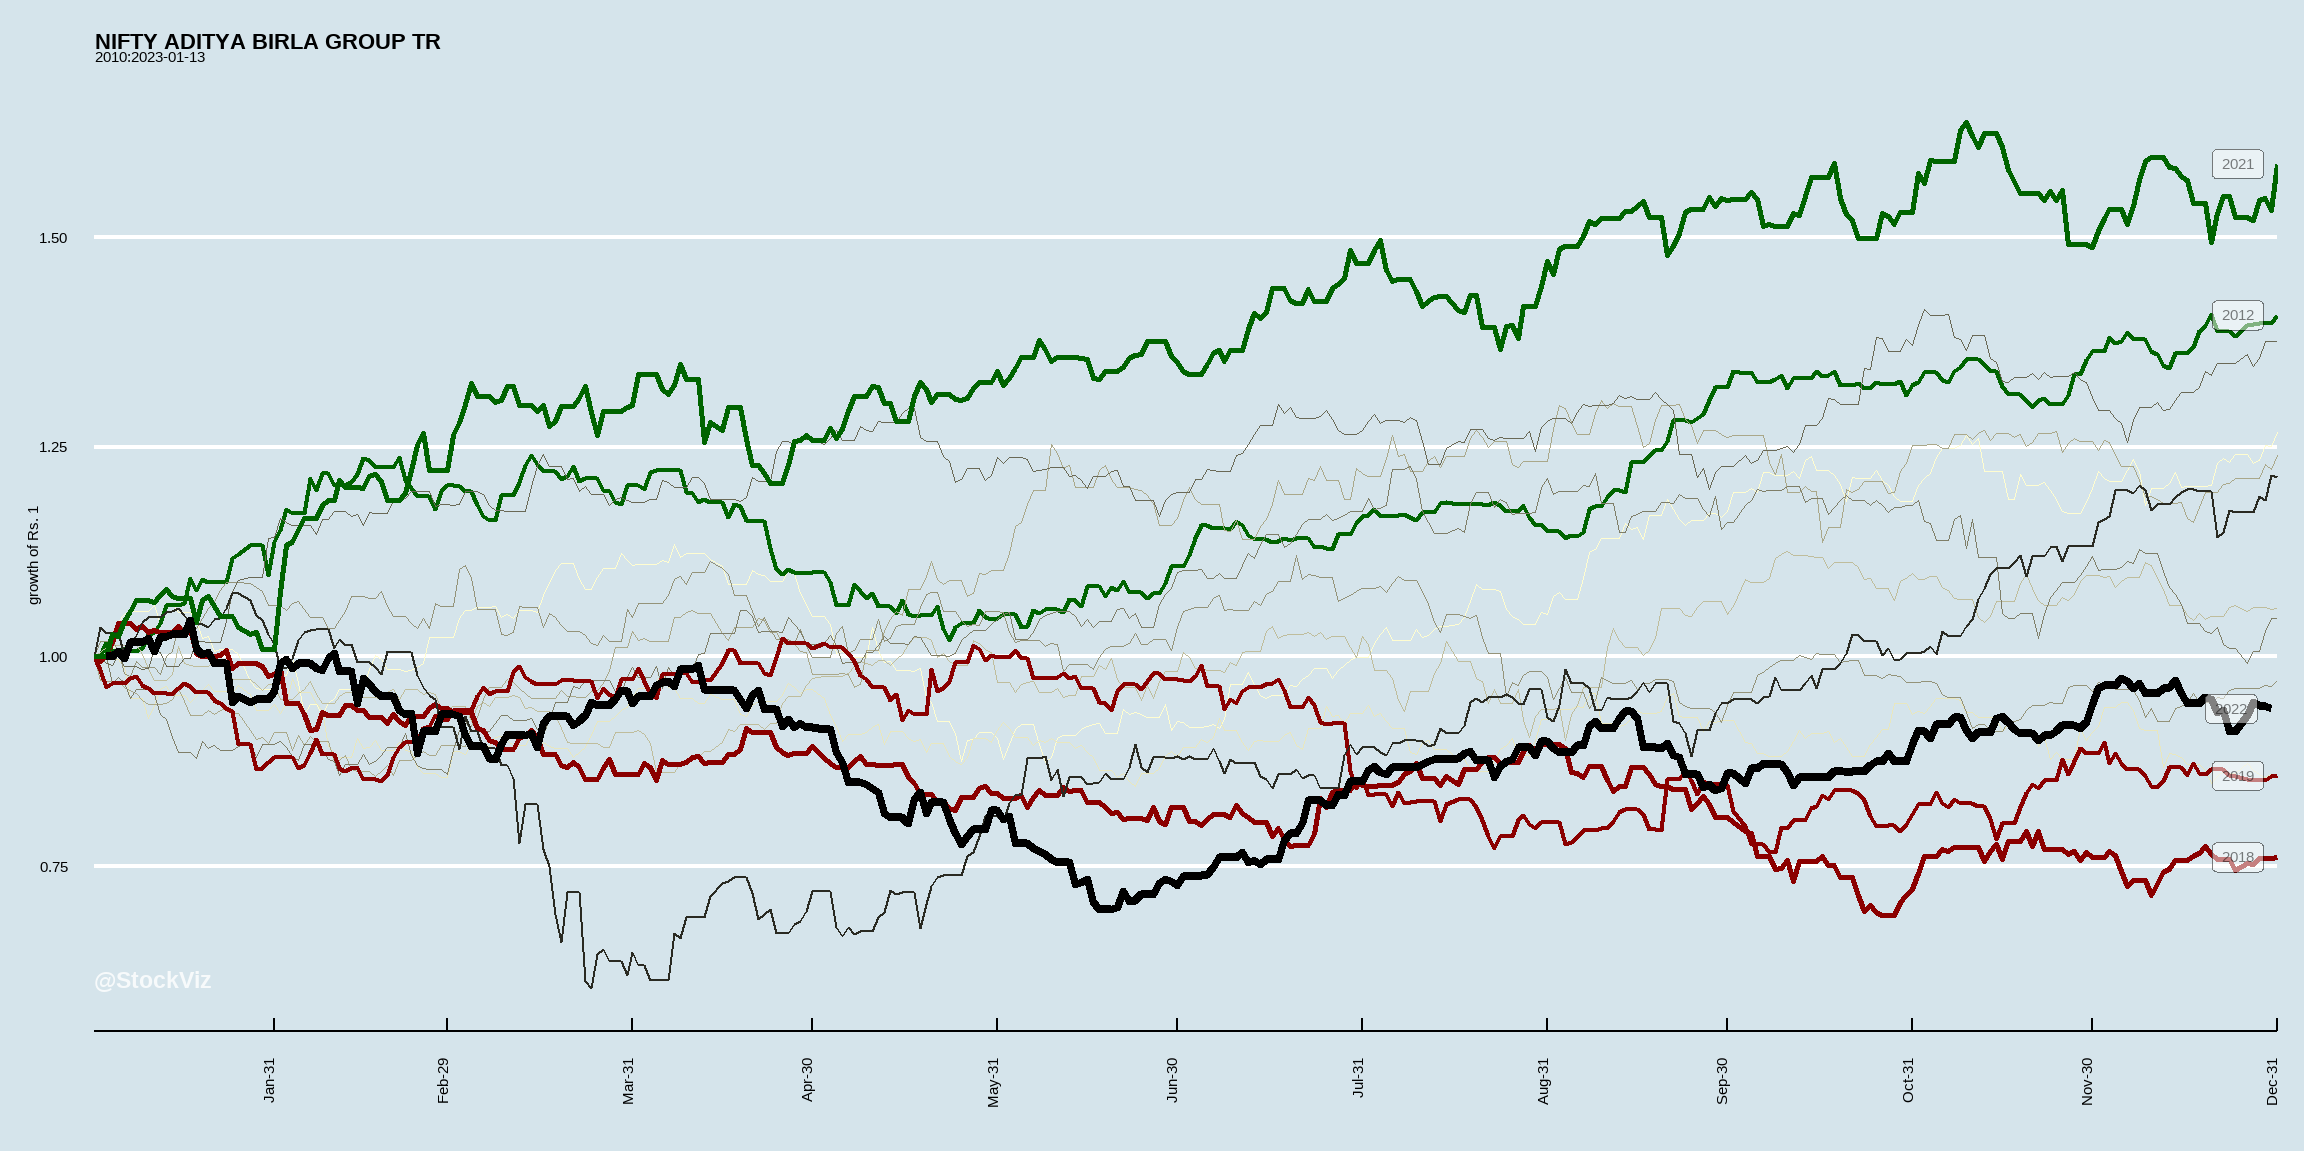 NIFTY ADITYA BIRLA GROUP TR
2010:2023-01-13
growth of Rs. 1
1.50
1.25
1.00
0.75
2021
2012
2022
2019
2018
@StockViz
Jan-31
Feb-29
Mar-31
Apr-30
May-31
Jun-30
Jul-31
Aug-31
Sep-30
Oct-31
Nov-30
Dec-31